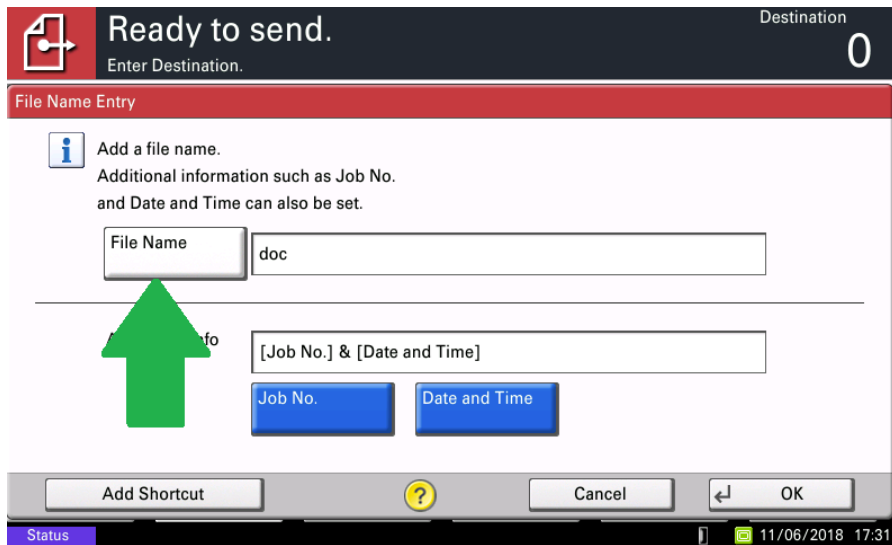 Ready to send.
Enter Destination.
Destination
0
File Name Entry
Add a file name.
Additional information such as Job No.
and Date and Time can also be set.
File Name
doc
[Job No.] & [Date and Time]
Job No.
Date and Time
Add Shortcut
?
Cancel
OK
Status
11/06/2018 17:31